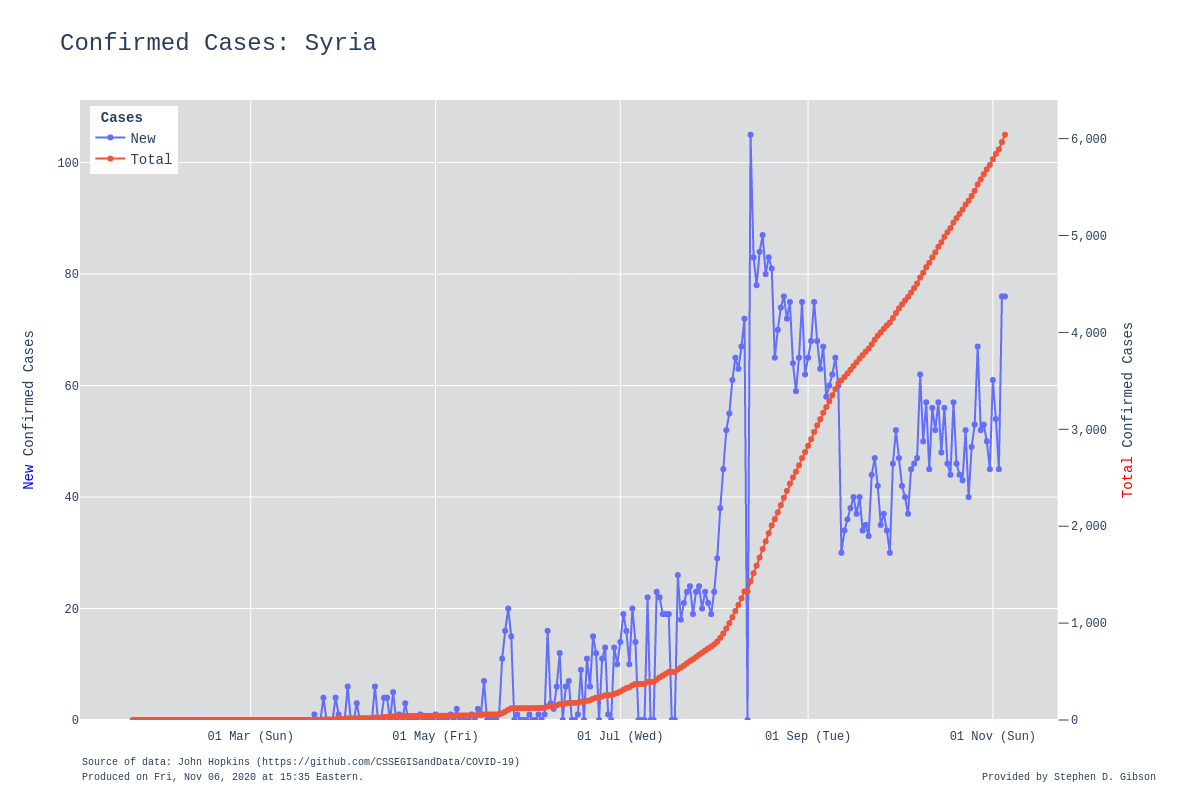 Confirmed Cases: Syria
Cases
New
Total
100
80
60
40
20
0
6,000
5,000
4,000
3,000
2,000
1,000
0
New Confirmed Cases
Total Confirmed Cases
01 Mar (Sun)
01 May (Fri)
01 Jul (Wed)
01 Sep (Tue)
01 Nov (Sun)
Source of data: John Hopkins (https://github.com/CSSEGISandData/COVID-19)
Produced on Fri, Nov 06, 2020 at 15:35 Eastern.
Provided by Stephen D. Gibson